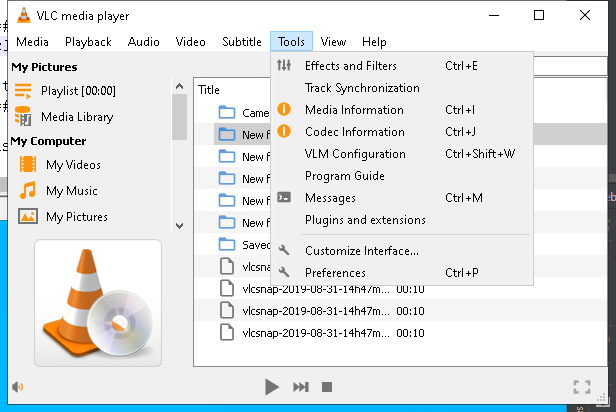 VLC media player
Media Playback Audio Video Subtitle Tools View Help
My Pictures
Playlist [00:00]
Media Library
My Computer
My Videos
My Music
My Pictures
Title
Came
New f
New f
New f
New f
New f
Saved
vlcsnap-2019-08-31-14h47m...
vlcsnap-2019-08-31-14h47m... 00:10
vlcsnap-2019-08-31-14h47m... 00:10
vlcsnap-2019-08-31-14h47m... 00:10
Effects and Filters Ctrl+E
Track Synchronization
Media Information Ctrl+I
Codec Information Ctrl+J
VLM Configuration Ctrl+Shift+W
Program Guide
Messages Ctrl+M
Plugins and extensions
Customize Interface...
Preferences Ctrl+P